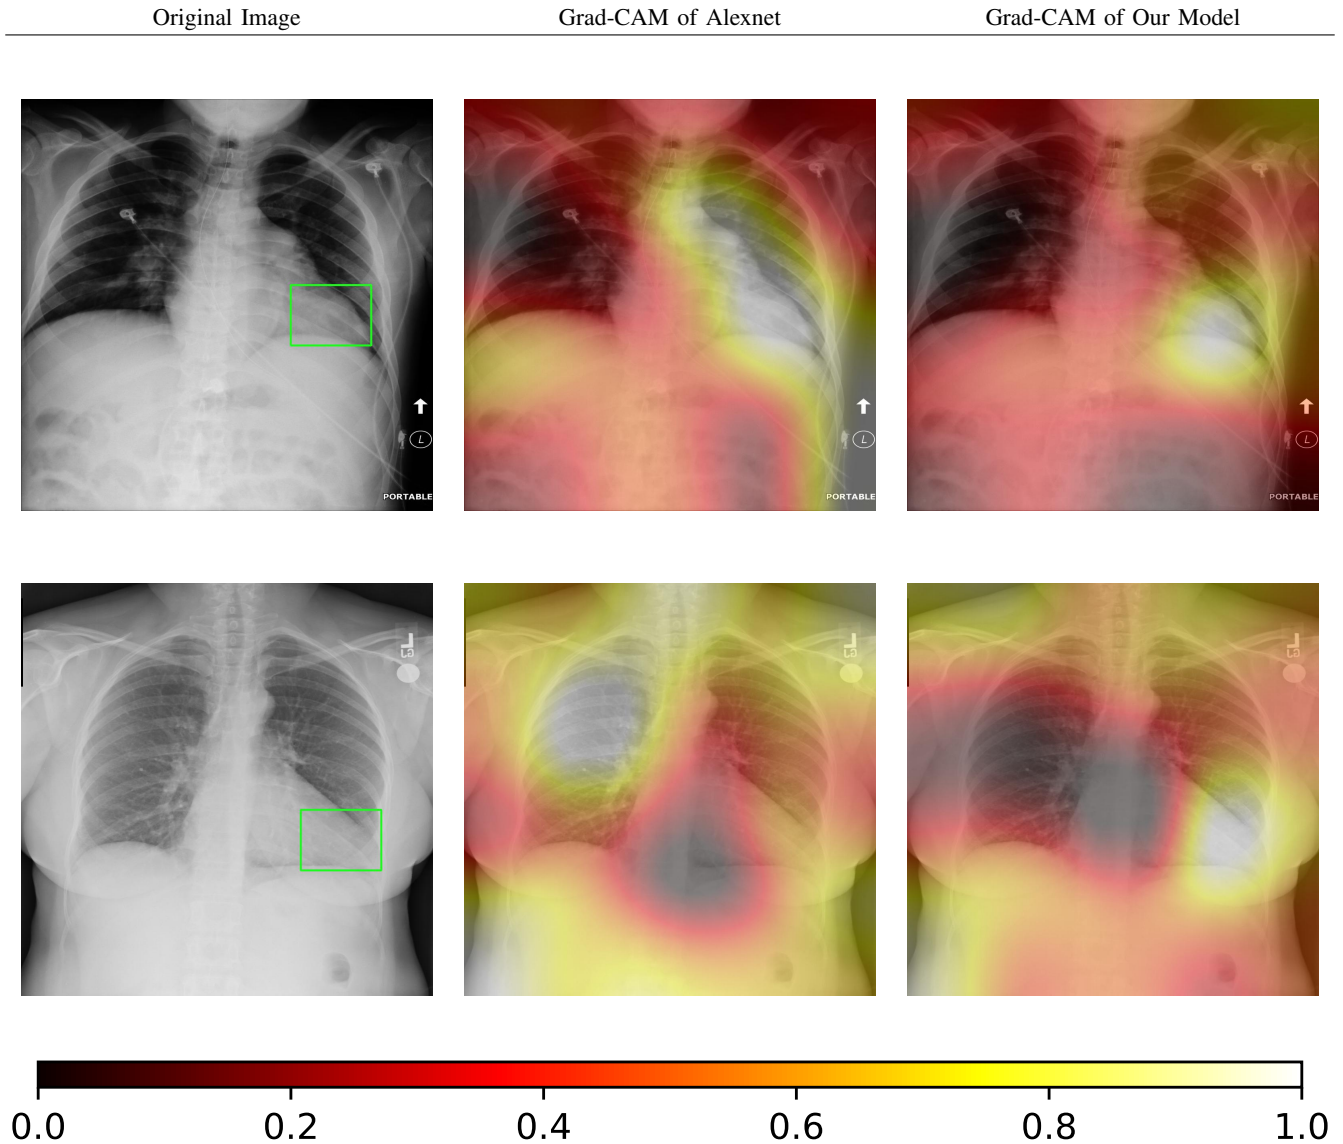 Original Image Grad-CAM of Alexnet Grad-CAM of Our Model
L L L
PORTABLE PORTABLE PORTABLE
L L L
0.0 0.2 0.4 0.6 0.8 1.0